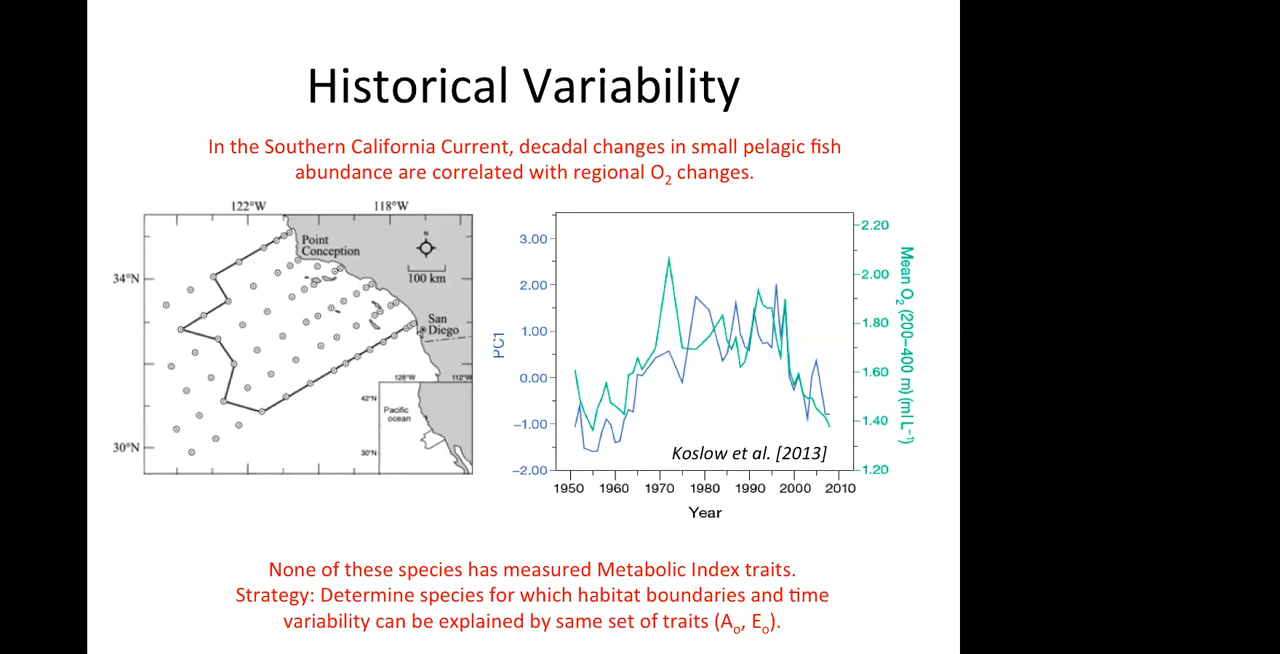 Historical Variability
In the Southern California Current, decadal changes in small pelagic fish
abundance are correlated with regional O₂ changes.
122°W 118°W
Point
Conception
N
100 km
34°N
San
Diego
128°W 112°W
42°N
Pacific
ocean
30°N
30°N
PC1
3.00
2.00
1.00
0.00
−1.00
−2.00
2.20
2.00
1.80
1.60
1.40
1.20
Mean O₂ (200–400 m) (ml L⁻¹)
Koslow et al. [2013]
1950 1960 1970 1980 1990 2000 2010
Year
None of these species has measured Metabolic Index traits.
Strategy: Determine species for which habitat boundaries and time
variability can be explained by same set of traits (Aₒ, Eₒ).